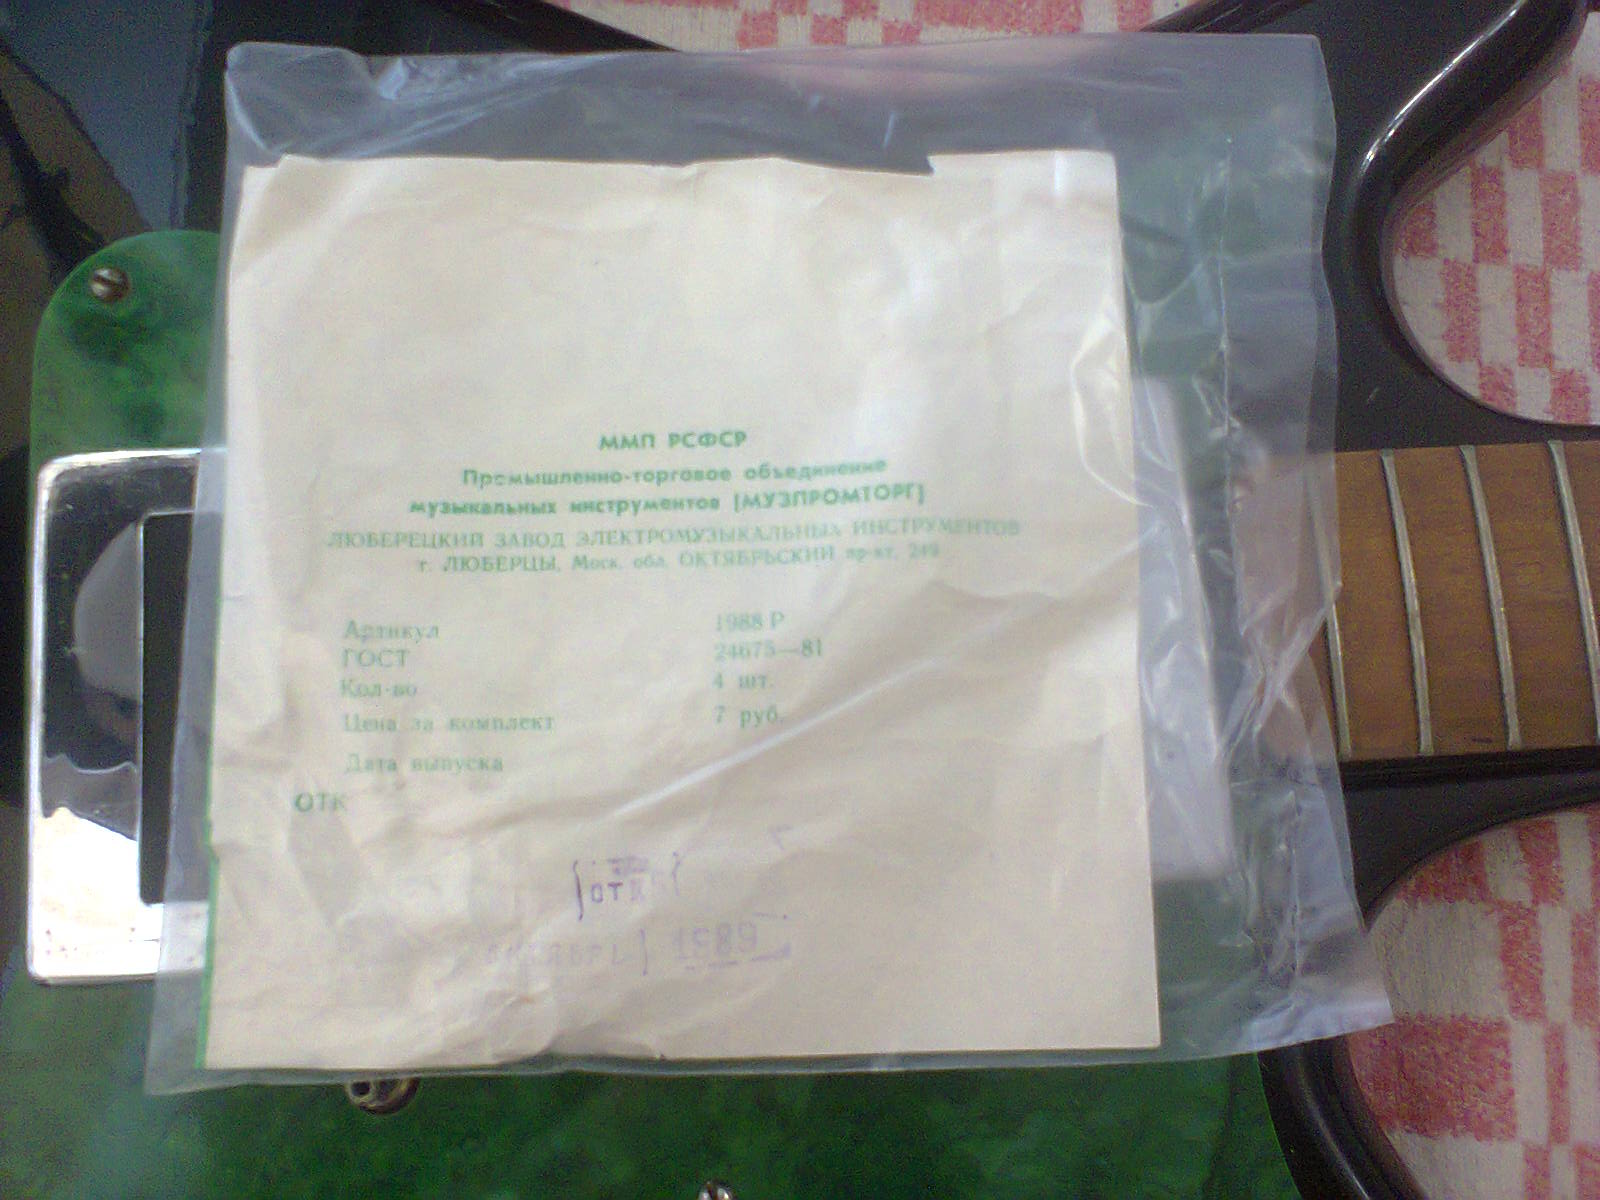 ММП РСФСР
Промышленно-торговое объединение
музыкальных инструментов (МУЗПРОМТОРГ)
ЛЮБЕРЕЦКИЙ ЗАВОД ЭЛЕКТРОМУЗЫКАЛЬНЫХ ИНСТРУМЕНТОВ
г. ЛЮБЕРЦЫ, Моск. обл. ОКТЯБРЬСКИЙ пр-кт, 249
Артикул 1988 Р
ГОСТ 24675—81
Кол-во 4 шт.
Цена за комплект 7 руб.
Дата выпуска
ОТК
ОТК
1989